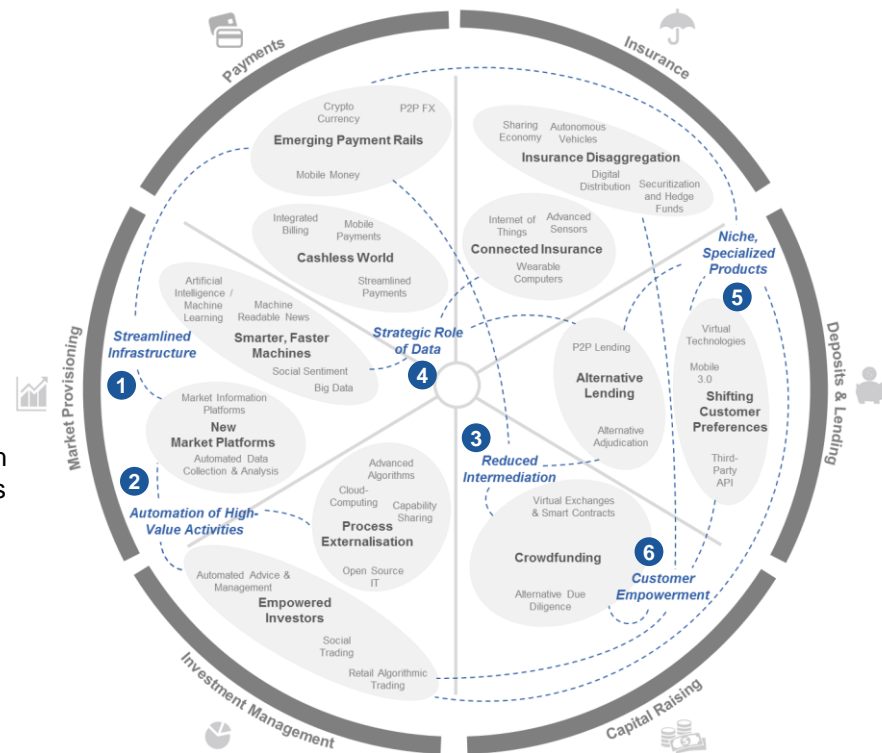 Payments
Insurance
Crypto
Currency
P2P FX
Emerging Payment Rails
Mobile Money
Integrated
Billing
Mobile
Payments
Cashless World
Streamlined
Payments
Sharing
Economy
Autonomous
Vehicles
Insurance Disaggregation
Digital
Distribution
Securitization
and Hedge
Funds
Internet of
Things
Advanced
Sensors
Connected Insurance
Wearable
Computers
Niche,
Specialized
Products
5
Market Provisioning
Artificial
Intelligence /
Machine
Learning
Machine
Readable News
Smarter, Faster
Machines
Social Sentiment
Big Data
Streamlined
Infrastructure
1
Strategic Role
of Data
4
Market Information
Platforms
New
Market Platforms
Automated Data
Collection & Analysis
n
s
2
Automation of High-
Value Activities
Deposits & Lending
P2P Lending
Alternative
Lending
Alternative
Adjudication
Virtual
Technologies
Mobile
3.0
Shifting
Customer
Preferences
Third-
Party
API
3
Reduced
Intermediation
Advanced
Algorithms
Cloud-
Computing
Capability
Sharing
Process
Externalisation
Open Source
IT
Virtual Exchanges
& Smart Contracts
Crowdfunding
Alternative Due
Diligence
6
Customer
Empowerment
Automated Advice &
Management
Empowered
Investors
Social
Trading
Retail Algorithmic
Trading
Investment Management
Capital Raising